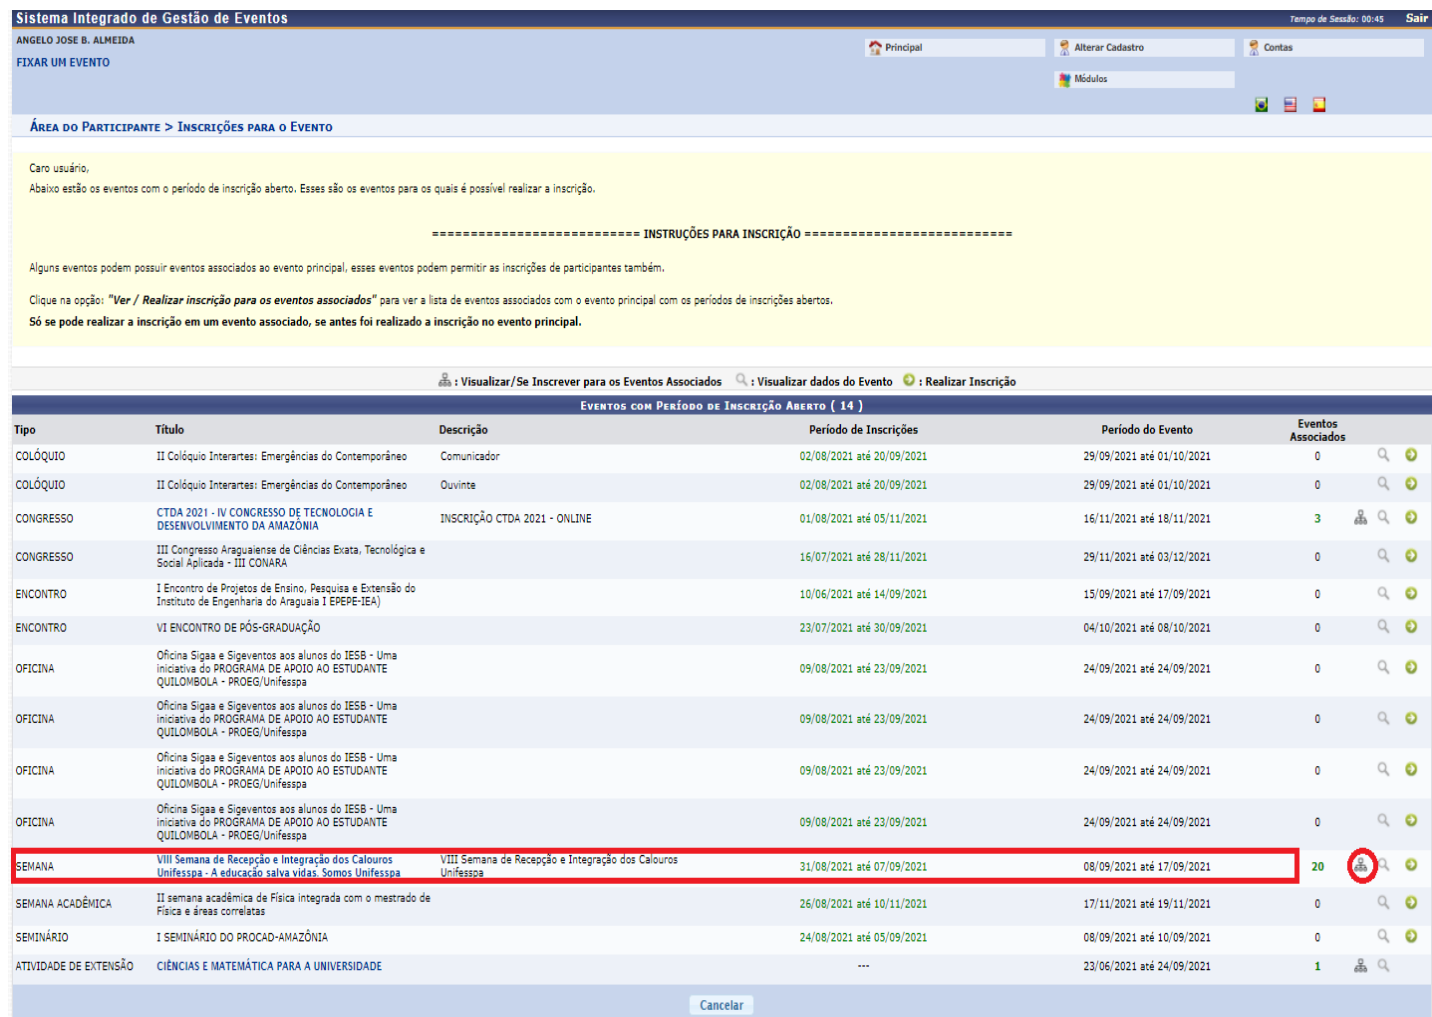 Sistema Integrado de Gestão de Eventos
Tempo de Sessão: 00:45 Sair
ANGELO JOSE B. ALMEIDA
FIXAR UM EVENTO
Principal
Alterar Cadastro
Contas
Módulos
ÁREA DO PARTICIPANTE > INSCRIÇÕES PARA O EVENTO
Caro usuário,
Abaixo estão os eventos com o período de inscrição aberto. Esses são os eventos para os quais é possível realizar a inscrição.
=========================== INSTRUÇÕES PARA INSCRIÇÃO ===========================
Alguns eventos podem possuir eventos associados ao evento principal, esses eventos podem permitir as inscrições de participantes também.
Clique na opção: "Ver / Realizar inscrição para os eventos associados" para ver a lista de eventos associados com o evento principal com os períodos de inscrições abertos.
Só se pode realizar a inscrição em um evento associado, se antes foi realizado a inscrição no evento principal.
: Visualizar/Se Inscrever para os Eventos Associados : Visualizar dados do Evento : Realizar Inscrição
EVENTOS COM PERÍODO DE INSCRIÇÃO ABERTO ( 14 )
Tipo Título Descrição Período de Inscrições Período do Evento Eventos
Associados
COLÓQUIO II Colóquio Interartes: Emergências do Contemporâneo Comunicador 02/08/2021 até 20/09/2021 29/09/2021 até 01/10/2021 0
COLÓQUIO II Colóquio Interartes: Emergências do Contemporâneo Ouvinte 02/08/2021 até 20/09/2021 29/09/2021 até 01/10/2021 0
CTDA 2021 - IV CONGRESSO DE TECNOLOGIA E
CONGRESSO INSCRIÇÃO CTDA 2021 - ONLINE 01/08/2021 até 05/11/2021 16/11/2021 até 18/11/2021 3
DESENVOLVIMENTO DA AMAZÔNIA
III Congresso Araguaiense de Ciências Exata, Tecnológica e
CONGRESSO 16/07/2021 até 28/11/2021 29/11/2021 até 03/12/2021 0
Social Aplicada - III CONARA
I Encontro de Projetos de Ensino, Pesquisa e Extensão do
ENCONTRO 10/06/2021 até 14/09/2021 15/09/2021 até 17/09/2021 0
Instituto de Engenharia do Araguaia I EPEPE-IEA)
ENCONTRO VI ENCONTRO DE PÓS-GRADUAÇÃO 23/07/2021 até 30/09/2021 04/10/2021 até 08/10/2021 0
Oficina Sigaa e Sigeventos aos alunos do IESB - Uma
OFICINA iniciativa do PROGRAMA DE APOIO AO ESTUDANTE 09/08/2021 até 23/09/2021 24/09/2021 até 24/09/2021 0
QUILOMBOLA - PROEG/Unifesspa
Oficina Sigaa e Sigeventos aos alunos do IESB - Uma
OFICINA iniciativa do PROGRAMA DE APOIO AO ESTUDANTE 09/08/2021 até 23/09/2021 24/09/2021 até 24/09/2021 0
QUILOMBOLA - PROEG/Unifesspa
Oficina Sigaa e Sigeventos aos alunos do IESB - Uma
OFICINA iniciativa do PROGRAMA DE APOIO AO ESTUDANTE 09/08/2021 até 23/09/2021 24/09/2021 até 24/09/2021 0
QUILOMBOLA - PROEG/Unifesspa
Oficina Sigaa e Sigeventos aos alunos do IESB - Uma
OFICINA iniciativa do PROGRAMA DE APOIO AO ESTUDANTE 09/08/2021 até 23/09/2021 24/09/2021 até 24/09/2021 0
QUILOMBOLA - PROEG/Unifesspa
VIII Semana de Recepção e Integração dos Calouros VIII Semana de Recepção e Integração dos Calouros
SEMANA 31/08/2021 até 07/09/2021 08/09/2021 até 17/09/2021 20
Unifesspa - A educação salva vidas. Somos Unifesspa Unifesspa
II semana acadêmica de Física integrada com o mestrado de
SEMANA ACADÊMICA 26/08/2021 até 10/11/2021 17/11/2021 até 19/11/2021 0
Física e áreas correlatas
SEMINÁRIO I SEMINÁRIO DO PROCAD-AMAZÔNIA 24/08/2021 até 05/09/2021 08/09/2021 até 10/09/2021 0
ATIVIDADE DE EXTENSÃO CIÊNCIAS E MATEMÁTICA PARA A UNIVERSIDADE --- 23/06/2021 até 24/09/2021 1
Cancelar